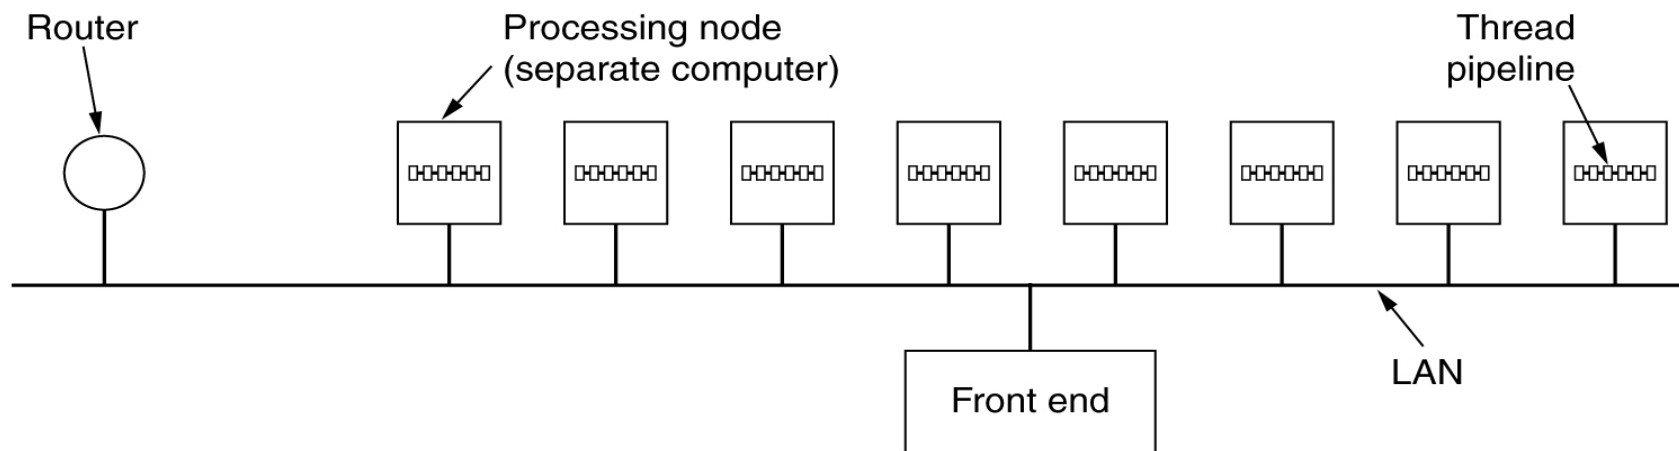 Router
Processing node
(separate computer)
Thread
pipeline
LAN
Front end